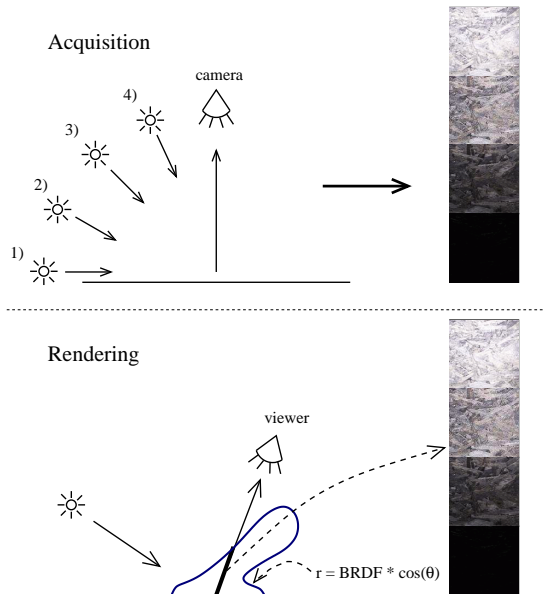 Acquisition
camera
4)
3)
2)
1)
Rendering
viewer
r = BRDF * cos(θ)